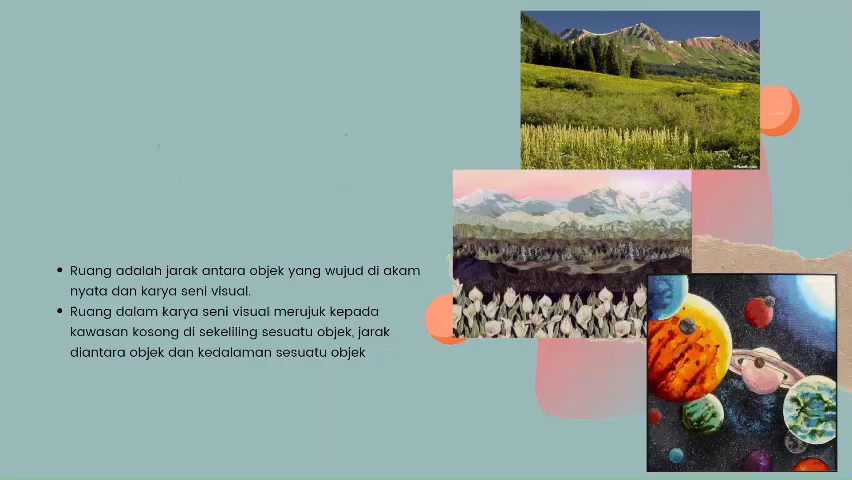 Ruang adalah jarak antara objek yang wujud di akam
nyata dan karya seni visual.
Ruang dalam karya seni visual merujuk kepada
kawasan kosong di sekeliling sesuatu objek, jarak
diantara objek dan kedalaman sesuatu objek